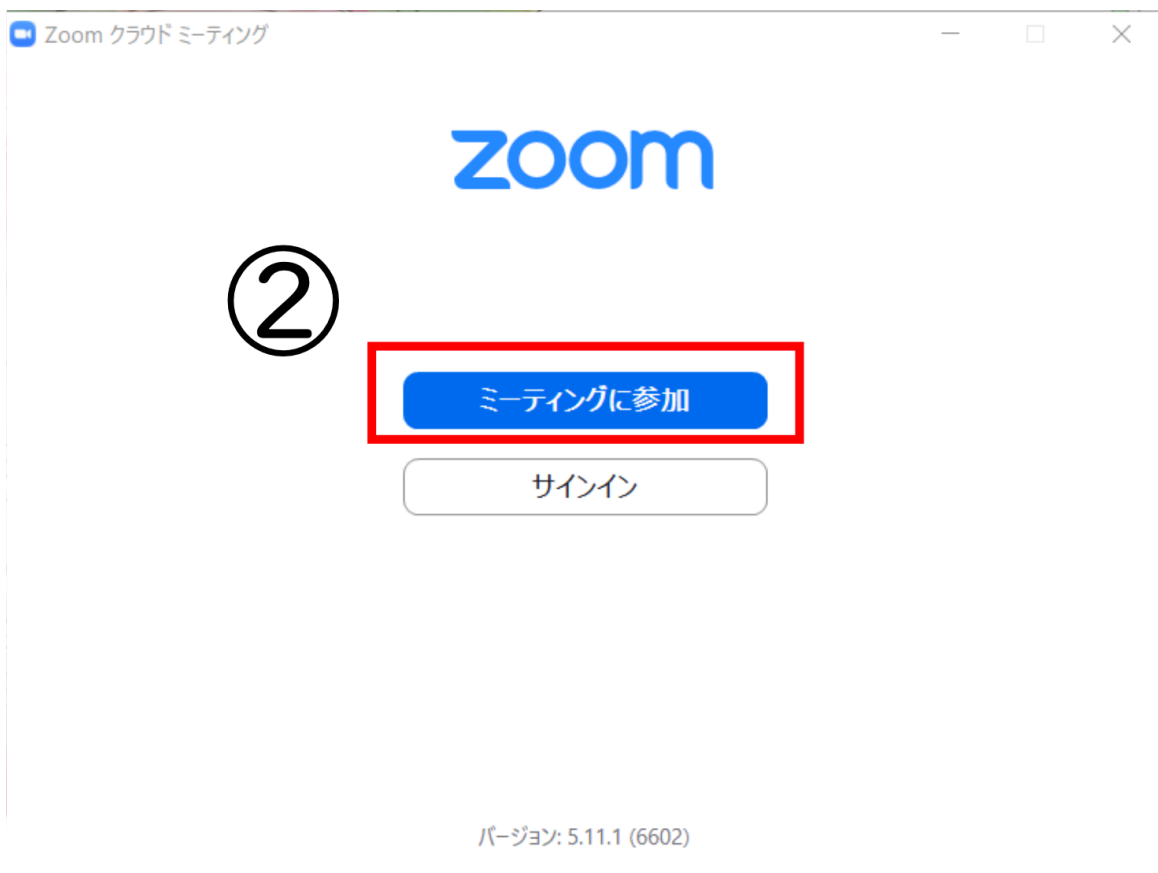 Zoom クラウド ミーティング
zoom
②
ミーティングに参加
サインイン
バージョン: 5.11.1 (6602)